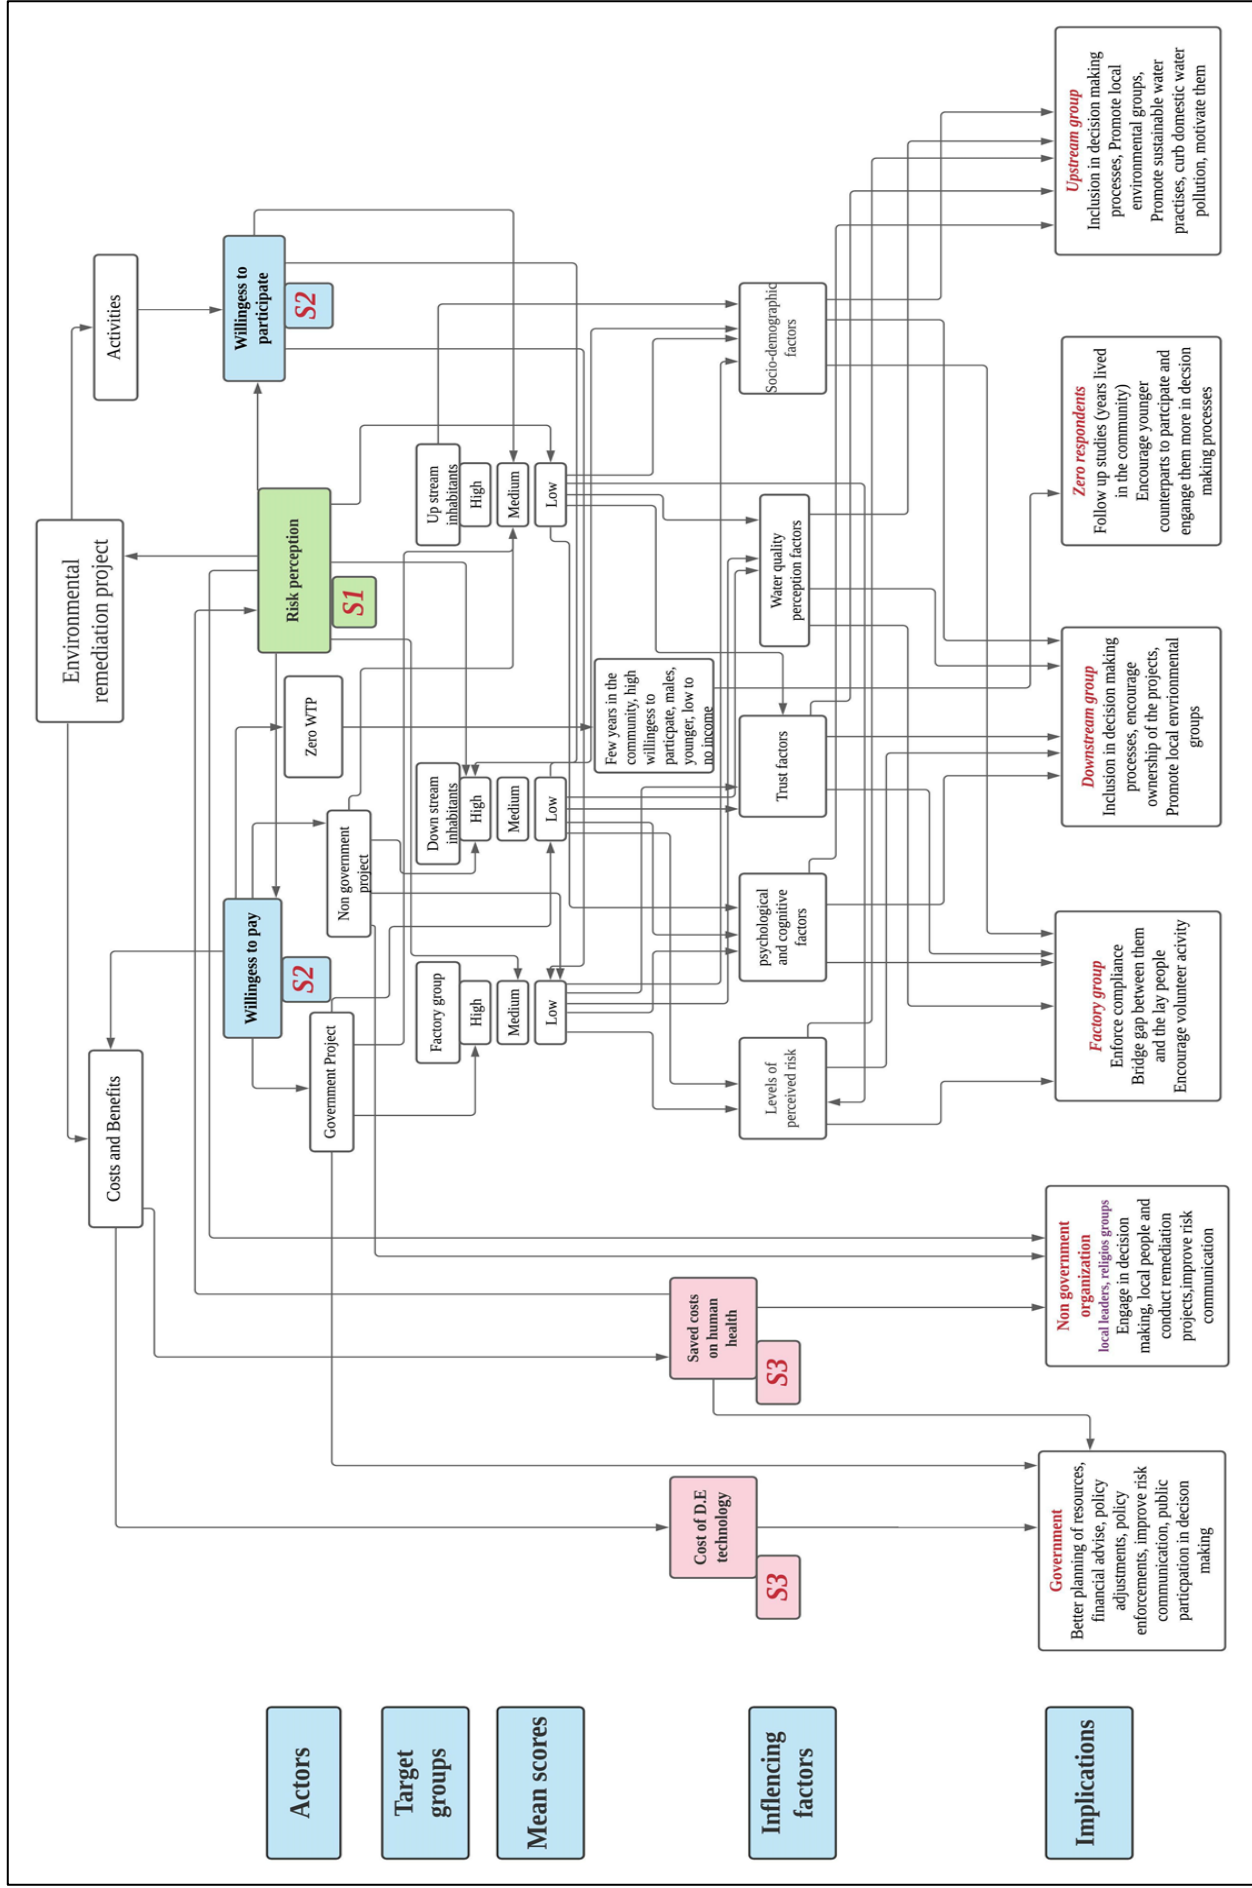 Environmental
remediation project
Costs and Benefits
Activities
Actors
Willingess to pay
S2
Risk perception
S1
Willingess to
participate
S2
Government Project
Non government
project
Zero WTP
Target
groups
Factory group
Down stream
inhabitants
Up stream
inhabitants
Mean scores
High
Medium
Low
High
Medium
Low
High
Medium
Low
Few years in the
community, high
willingess to
particpate, males,
younger, low to
no income
Inflencing
factors
Cost of D.E
technology
S3
Saved costs
on human
health
S3
Levels of
perceived risk
psychological
and cognitive
factors
Trust factors
Water quality
perception factors
Socio-demographic
factors
Implications
Government
Better planning of resources,
financial advise, policy
adjustments, policy
enforcements, improve risk
communication, public
particpation in decison
making
Non government
organization
local leaders, religios groups
Engage in decision
making, local people and
conduct remediation
projects,improve risk
communication
Factory group
Enforce compliance
Bridge gap between them
and the lay people
Encourage volunteer acivity
Downstream group
Inclusion in decision making
processes, encourage
ownership of the projects,
Promote local envrionmental
groups
Zero respondents
Follow up studies (years lived
in the community)
Encourage younger
counterparts to partcipate and
engange them more in decsion
making processes
Upstream group
Inclusion in decision making
processes, Promote local
environmental groups,
Promote sustainable water
practises, curb domestic water
pollution, motivate them